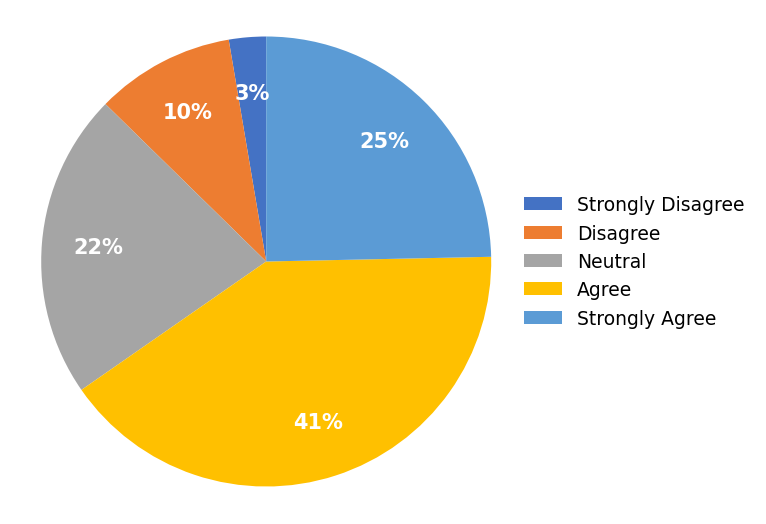 3%
25%
10%
22%
41%
Strongly Disagree
Disagree
Neutral
Agree
Strongly Agree